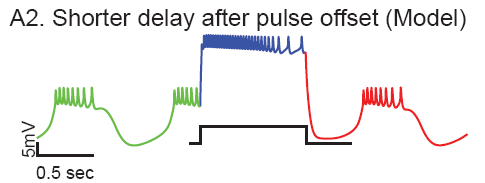 A2. Shorter delay after pulse offset (Model)
5mV
0.5 sec